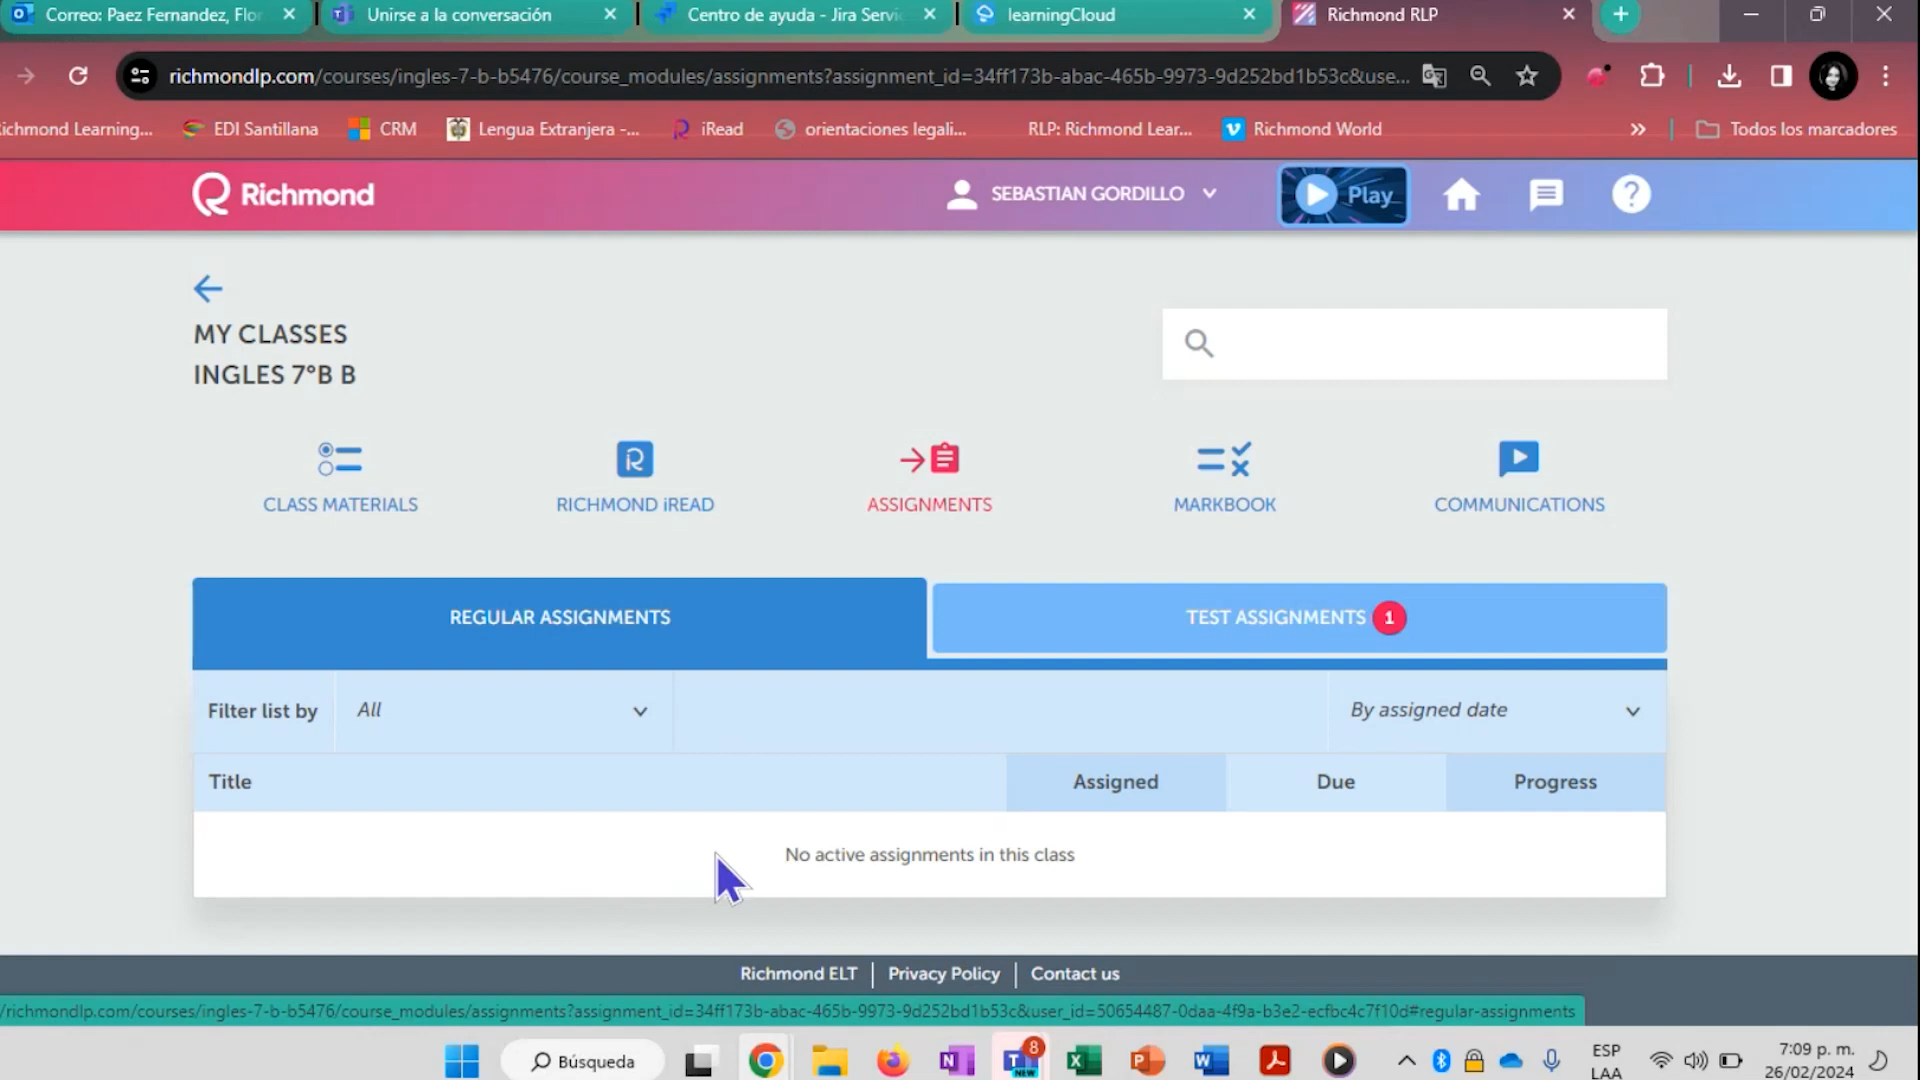 Correo: Paez Fernandez, Flor
Unirse a la conversación
Centro de ayuda - Jira Servi
learningCloud
Richmond RLP
richmondlp.com/courses/ingles-7-b-b5476/course_modules/assignments?assignment_id=34ff173b-abac-465b-9973-9d252bd1b53c&use...
ichmond Learning...
EDI Santillana
CRM
Lengua Extranjera -...
iRead
orientaciones legali...
RLP: Richmond Lear...
Richmond World
»
Todos los marcadores
Richmond
SEBASTIAN GORDILLO
Play
MY CLASSES
INGLES 7°B B
CLASS MATERIALS
RICHMOND iREAD
ASSIGNMENTS
MARKBOOK
COMMUNICATIONS
REGULAR ASSIGNMENTS
TEST ASSIGNMENTS 1
Filter list by
All
By assigned date
Title
Assigned
Due
Progress
No active assignments in this class
Richmond ELT | Privacy Policy | Contact us
/richmondlp.com/courses/ingles-7-b-b5476/course_modules/assignments?assignment_id=34ff173b-abac-465b-9973-9d252bd1b53c&user_id=50654487-0daa-4f9a-b3e2-ecfbc4c7f10d#regular-assignments
Búsqueda
8
NEW
ESP
LAA
7:09 p. m.
26/02/2024